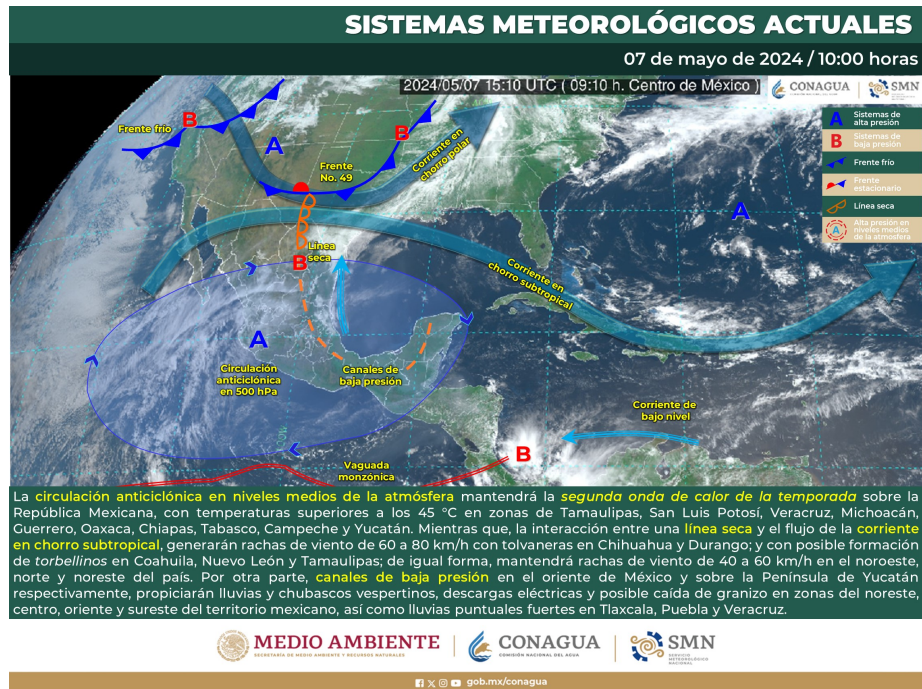 SISTEMAS METEOROLÓGICOS ACTUALES
07 de mayo de 2024 / 10:00 horas
2024/05/07 15:10 UTC ( 09:10 h. Centro de México )
CONAGUA
SMN
A Sistemas de
alta presión
B Sistemas de
baja presión
Frente frío
Frente
estacionario
Línea seca
A Alta presión en
niveles medios
de la atmosfera
Frente frío
B
A
B
Frente
No. 49
Corriente en
chorro polar
A
Línea
seca
B
Corriente en
chorro subtropical
A
Circulación
anticiclónica
en 500 hPa
Canales de
baja presión
Corriente de
bajo nivel
Vaguada
monzónica
B
La circulación anticiclónica en niveles medios de la atmósfera mantendrá la segunda onda de calor de la temporada sobre la
República Mexicana, con temperaturas superiores a los 45 °C en zonas de Tamaulipas, San Luis Potosí, Veracruz, Michoacán,
Guerrero, Oaxaca, Chiapas, Tabasco, Campeche y Yucatán. Mientras que, la interacción entre una línea seca y el flujo de la corriente
en chorro subtropical, generarán rachas de viento de 60 a 80 km/h con tolvaneras en Chihuahua y Durango; y con posible formación
de torbellinos en Coahuila, Nuevo León y Tamaulipas; de igual forma, mantendrá rachas de viento de 40 a 60 km/h en el noroeste,
norte y noreste del país. Por otra parte, canales de baja presión en el oriente de México y sobre la Península de Yucatán
respectivamente, propiciarán lluvias y chubascos vespertinos, descargas eléctricas y posible caída de granizo en zonas del noreste,
centro, oriente y sureste del territorio mexicano, así como lluvias puntuales fuertes en Tlaxcala, Puebla y Veracruz.
MEDIO AMBIENTE
SECRETARÍA DE MEDIO AMBIENTE Y RECURSOS NATURALES
CONAGUA
COMISIÓN NACIONAL DEL AGUA
SMN
SERVICIO
METEOROLÓGICO
NACIONAL
gob.mx/conagua